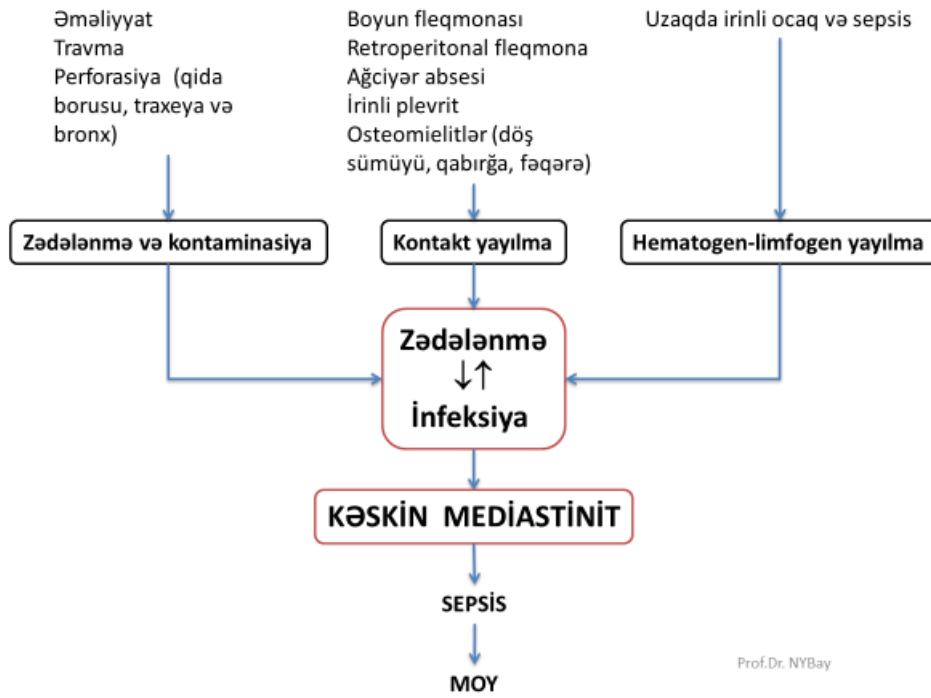 Əməliyyat
Travma
Perforasiya (qida
borusu, traxeya və
bronx)
Boyun fleqmonası
Retroperitonal fleqmona
Ağciyər absesi
İrinli plevrit
Osteomielitlər (döş
sümüyü, qabırğa, fəqərə)
Uzaqda irinli ocaq və sepsis
Zədələnmə və kontaminasiya
Kontakt yayılma
Hematogen-limfogen yayılma
Zədələnmə
↓↑
İnfeksiya
KƏSKİN MEDİASTİNİT
SEPSİS
MOY
Prof.Dr. NYBay